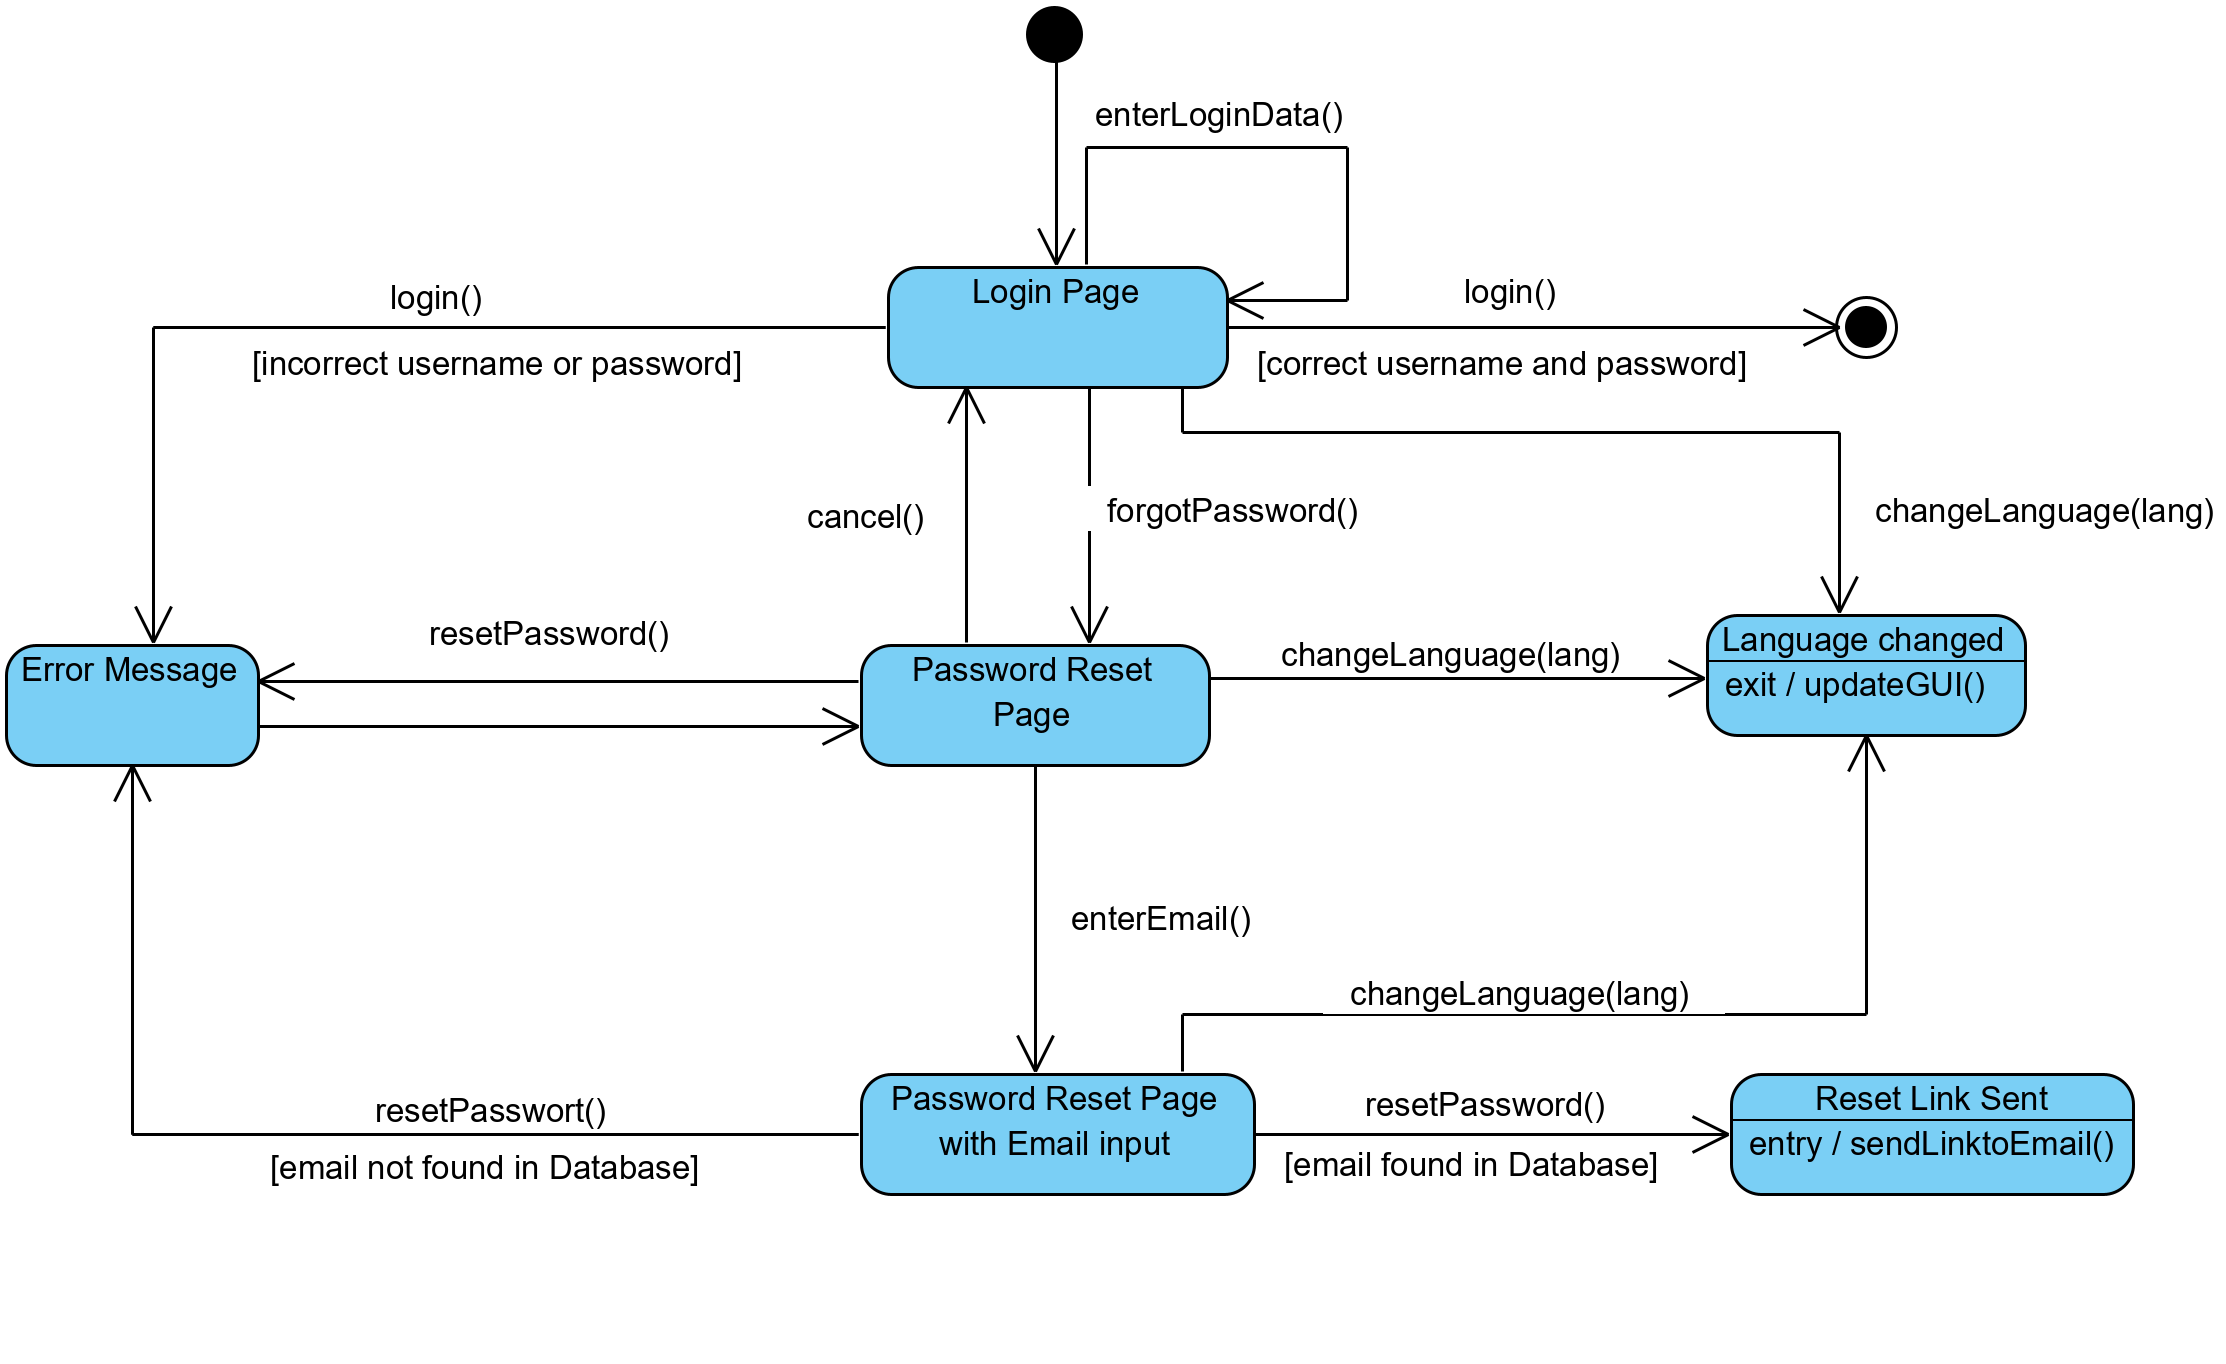 enterLoginData()
Login Page
login()
login()
[incorrect username or password]
[correct username and password]
cancel()
forgotPassword()
changeLanguage(lang)
resetPassword()
Error Message
Password Reset
Page
changeLanguage(lang)
Language changed
exit / updateGUI()
enterEmail()
changeLanguage(lang)
resetPasswort()
[email not found in Database]
Password Reset Page
with Email input
resetPassword()
[email found in Database]
Reset Link Sent
entry / sendLinktoEmail()